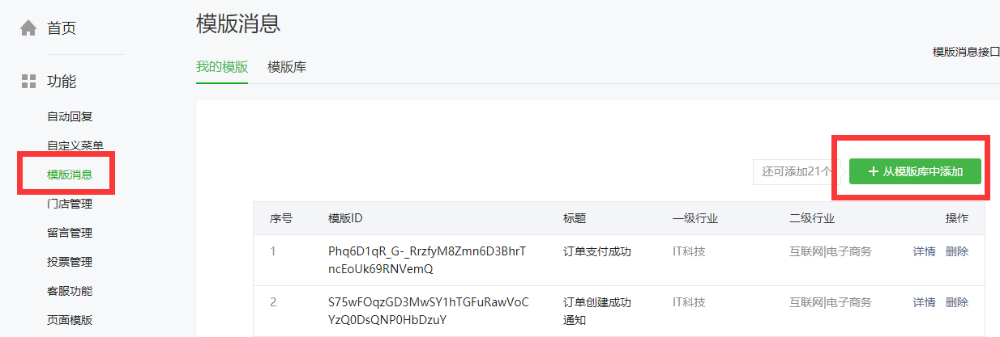 首页
功能
自动回复
自定义菜单
模版消息
门店管理
留言管理
投票管理
客服功能
页面模版
模版消息
我的模版 模版库
模版消息接口
还可添加21个 + 从模版库中添加
序号 模版ID 标题 一级行业 二级行业 操作
1 Phq6D1qR_G-_RrzfyM8Zmn6D3BhrT 订单支付成功 IT科技 互联网|电子商务 详情 删除
ncEoUk69RNVemQ
2 S75wFOqzGD3MwSY1hTGFuRawVoC 订单创建成功 IT科技 互联网|电子商务 详情 删除
YzQ0DsQNP0HbDzuY 通知